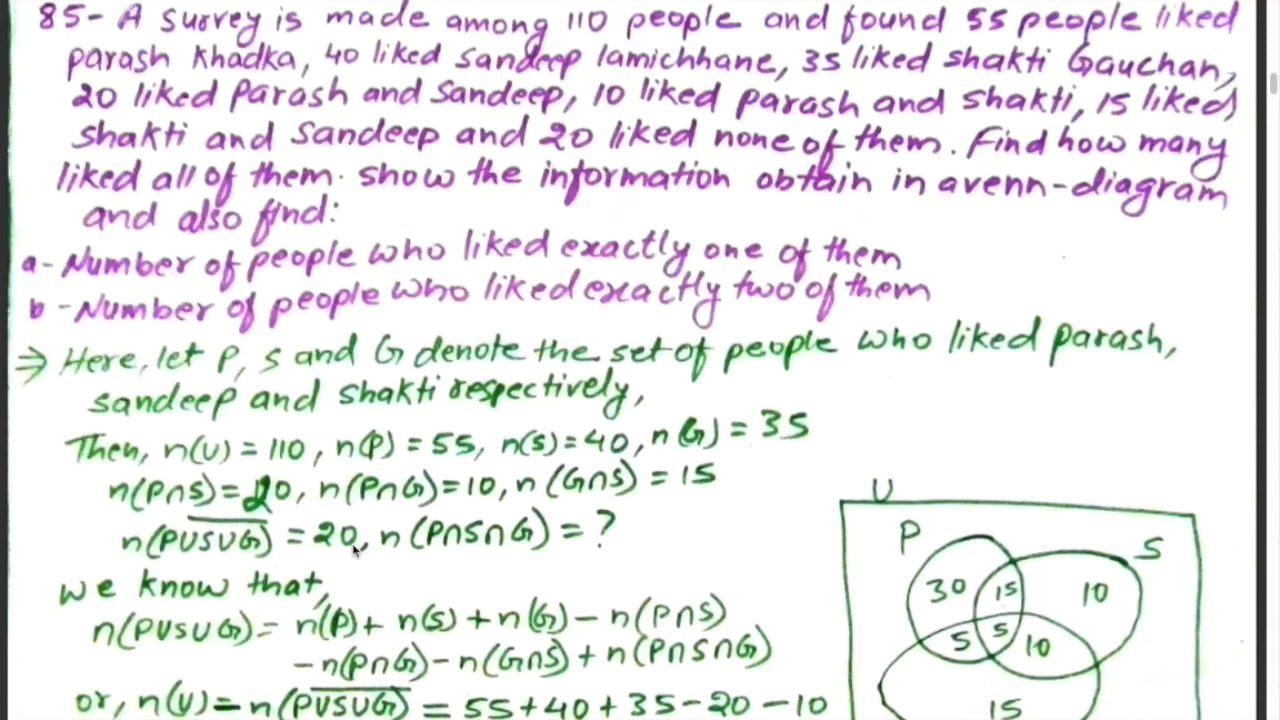 85- A survey is made among 110 people and found 55 people liked
parash Khadka, 40 liked Sandeep lamichhane, 35 liked shakti Gauchan,
20 liked Parash and Sandeep, 10 liked parash and shakti, 15 liked
shakti and Sandeep and 20 liked none of them. Find how many
liked all of them. show the information obtain in a venn-diagram
and also find:
a- Number of people who liked exactly one of them
b- Number of people who liked exactly two of them
⇒ Here, let P, S and G denote the set of people who liked parash,
sandeep and shakti respectively,
Then, n(U) = 110, n(P) = 55, n(S) = 40, n(G) = 35
n(P∩S) = 20, n(P∩G) = 10, n(G∩S) = 15
n(P̅U̅S̅U̅G̅) = 20, n(P∩S∩G) = ?
we know that,
n(PUSUG) = n(P) + n(S) + n(G) - n(P∩S)
- n(P∩G) - n(G∩S) + n(P∩S∩G)
or, n(U) - n(P̅U̅S̅U̅G̅) = 55 + 40 + 35 - 20 - 10
U
P
S
30 15 10
5 5 10
15